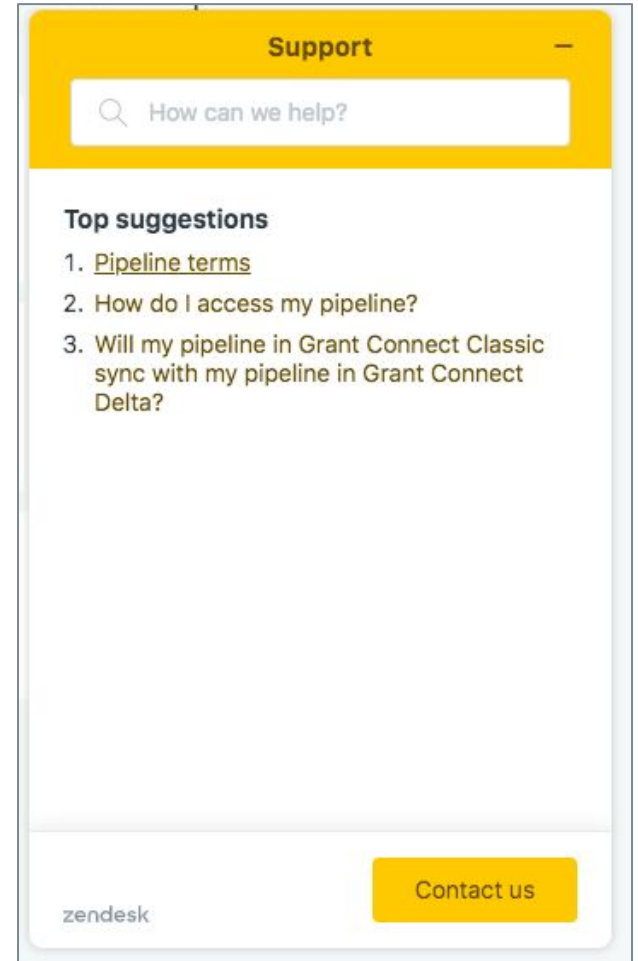 Support
How can we help?
Top suggestions
1. Pipeline terms
2. How do I access my pipeline?
3. Will my pipeline in Grant Connect Classic
sync with my pipeline in Grant Connect
Delta?
Contact us
zendesk